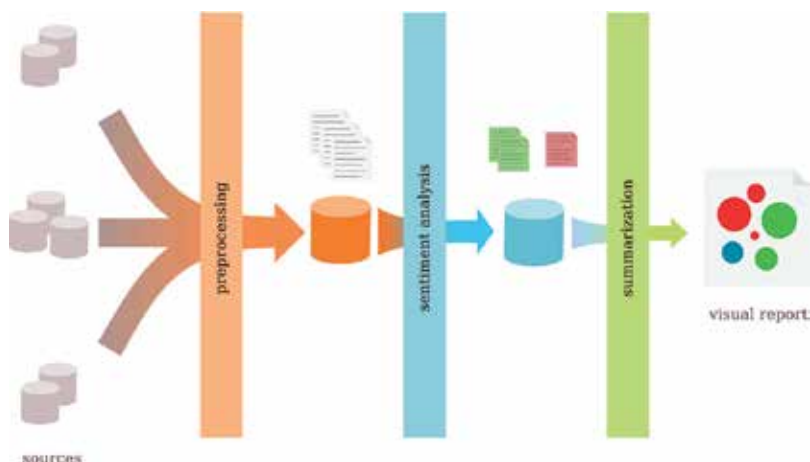 preprocessing
sentiment analysis
summarization
visual report
sources